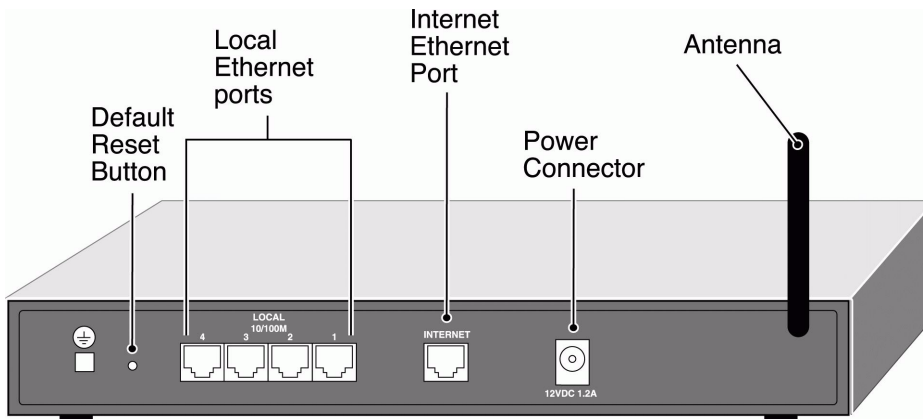 Local
Ethernet
ports
Internet
Ethernet
Port
Antenna
Default
Reset
Button
Power
Connector
LOCAL
10/100M
4 3 2 1
INTERNET
12VDC 1.2A